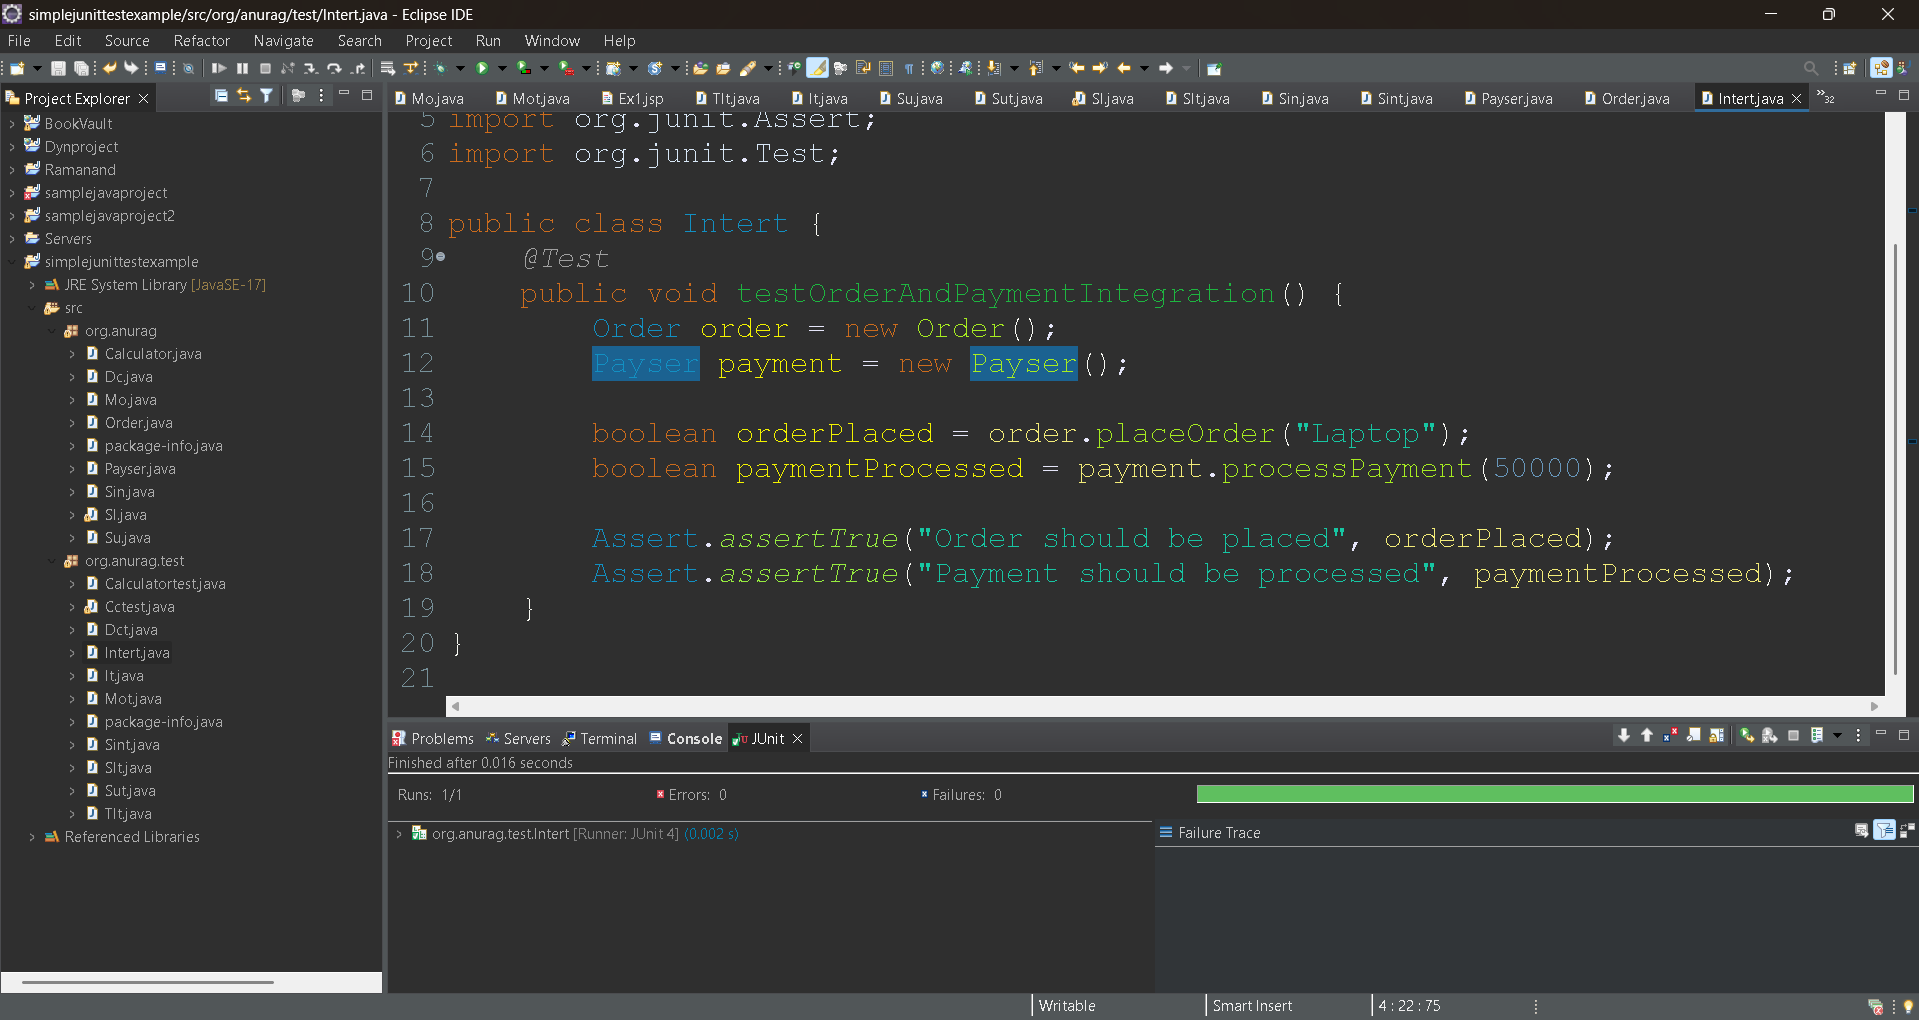 simplejunittestexample/src/org/anurag/test/Intert.java - Eclipse IDE
File Edit Source Refactor Navigate Search Project Run Window Help
Project Explorer
Mo.java Mot.java Ex1.jsp TIt.java It.java Su.java Sut.java SI.java SIt.java Sin.java Sint.java Payser.java Order.java Intert.java »32
BookVault
Dynproject
Ramanand
samplejavaproject
samplejavaproject2
Servers
simplejunittestexample
JRE System Library [JavaSE-17]
src
org.anurag
Calculator.java
Dc.java
Mo.java
Order.java
package-info.java
Payser.java
Sin.java
SI.java
Su.java
org.anurag.test
Calculatortest.java
Cctest.java
Dct.java
Intert.java
It.java
Mot.java
package-info.java
Sint.java
SIt.java
Sut.java
TIt.java
Referenced Libraries
5 import org.junit.Assert;
6 import org.junit.Test;
7
8 public class Intert {
9 @Test
10 public void testOrderAndPaymentIntegration() {
11 Order order = new Order();
12 Payser payment = new Payser();
13
14 boolean orderPlaced = order.placeOrder("Laptop");
15 boolean paymentProcessed = payment.processPayment(50000);
16
17 Assert.assertTrue("Order should be placed", orderPlaced);
18 Assert.assertTrue("Payment should be processed", paymentProcessed);
19 }
20 }
21
Problems Servers Terminal Console JUnit
Finished after 0.016 seconds
Runs: 1/1 Errors: 0 Failures: 0
org.anurag.test.Intert [Runner: JUnit 4] (0.002 s)
Failure Trace
Writable Smart Insert 4 : 22 : 75